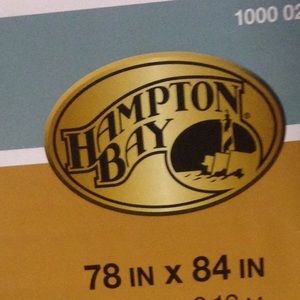 1000 02
HAMPTON
BAY
®
78 IN X 84 IN